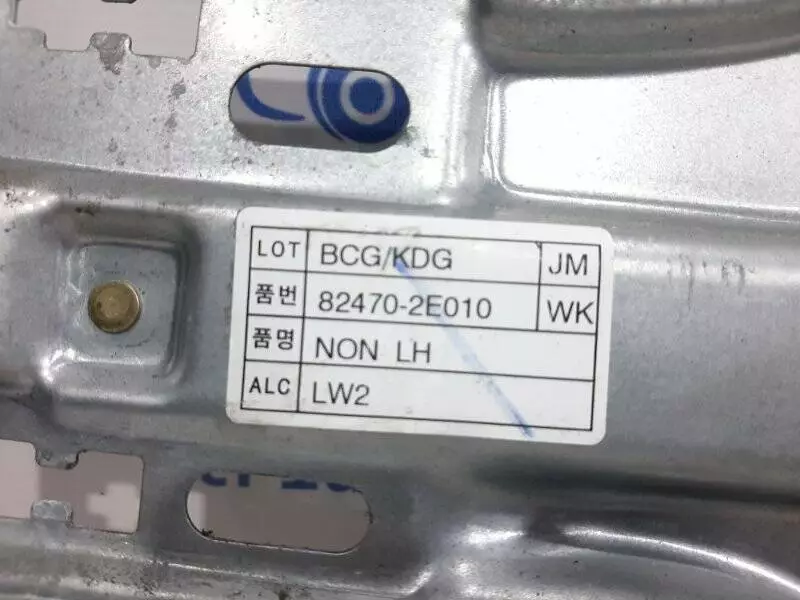 LOT BCG/KDG JM
품번 82470-2E010 WK
품명 NON LH
ALC LW2